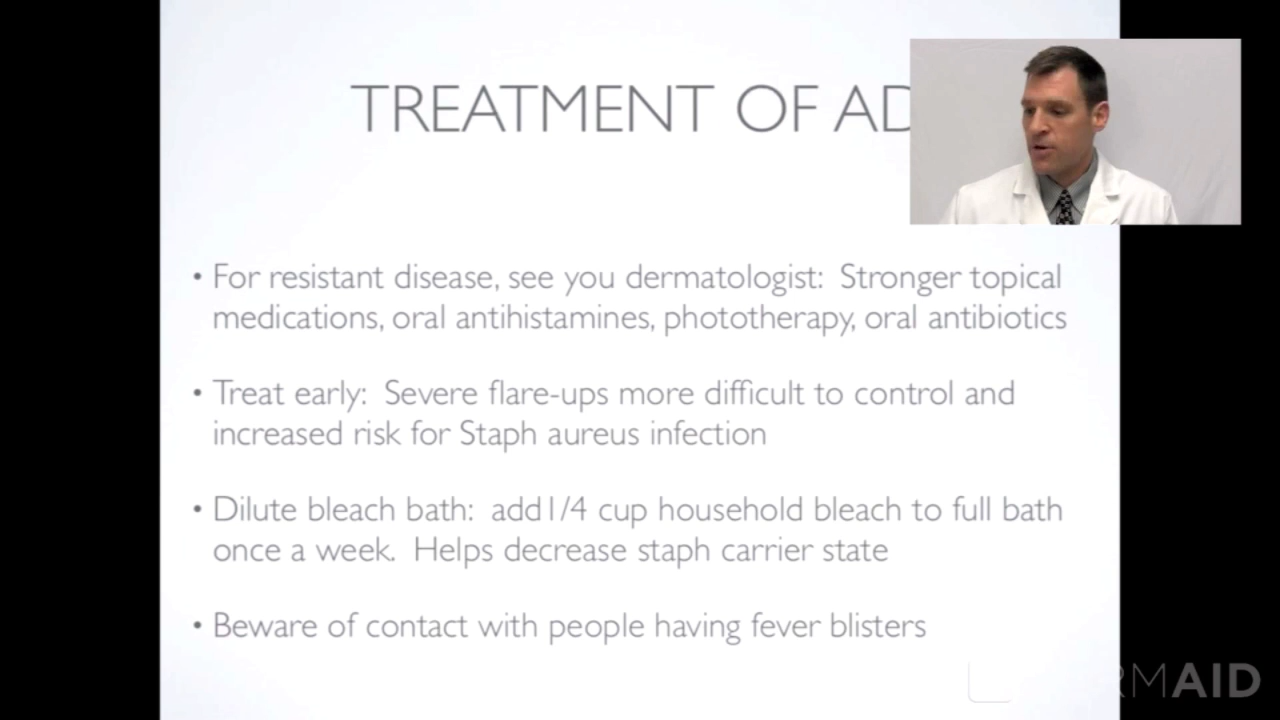 TREATMENT OF AD
• For resistant disease, see you dermatologist: Stronger topical
medications, oral antihistamines, phototherapy, oral antibiotics
• Treat early: Severe flare-ups more difficult to control and
increased risk for Staph aureus infection
• Dilute bleach bath: add1/4 cup household bleach to full bath
once a week. Helps decrease staph carrier state
• Beware of contact with people having fever blisters
RMAID